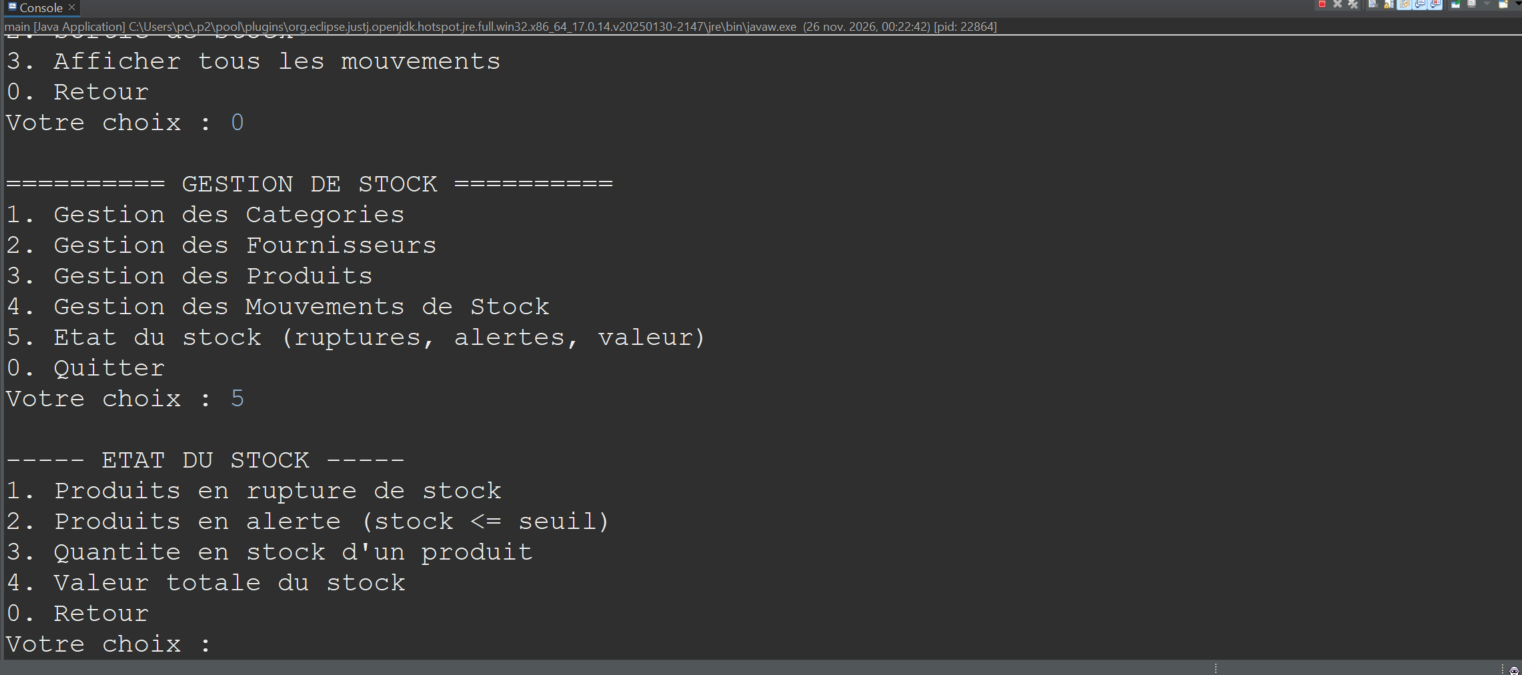 Console
main [Java Application] C:\Users\pc\.p2\pool\plugins\org.eclipse.justj.openjdk.hotspot.jre.full.win32.x86_64_17.0.14.v20250130-2147\jre\bin\javaw.exe (26 nov. 2026, 00:22:42) [pid: 22864]
3. Afficher tous les mouvements
0. Retour
Votre choix : 0
========== GESTION DE STOCK ==========
1. Gestion des Categories
2. Gestion des Fournisseurs
3. Gestion des Produits
4. Gestion des Mouvements de Stock
5. Etat du stock (ruptures, alertes, valeur)
0. Quitter
Votre choix : 5
----- ETAT DU STOCK -----
1. Produits en rupture de stock
2. Produits en alerte (stock <= seuil)
3. Quantite en stock d'un produit
4. Valeur totale du stock
0. Retour
Votre choix :